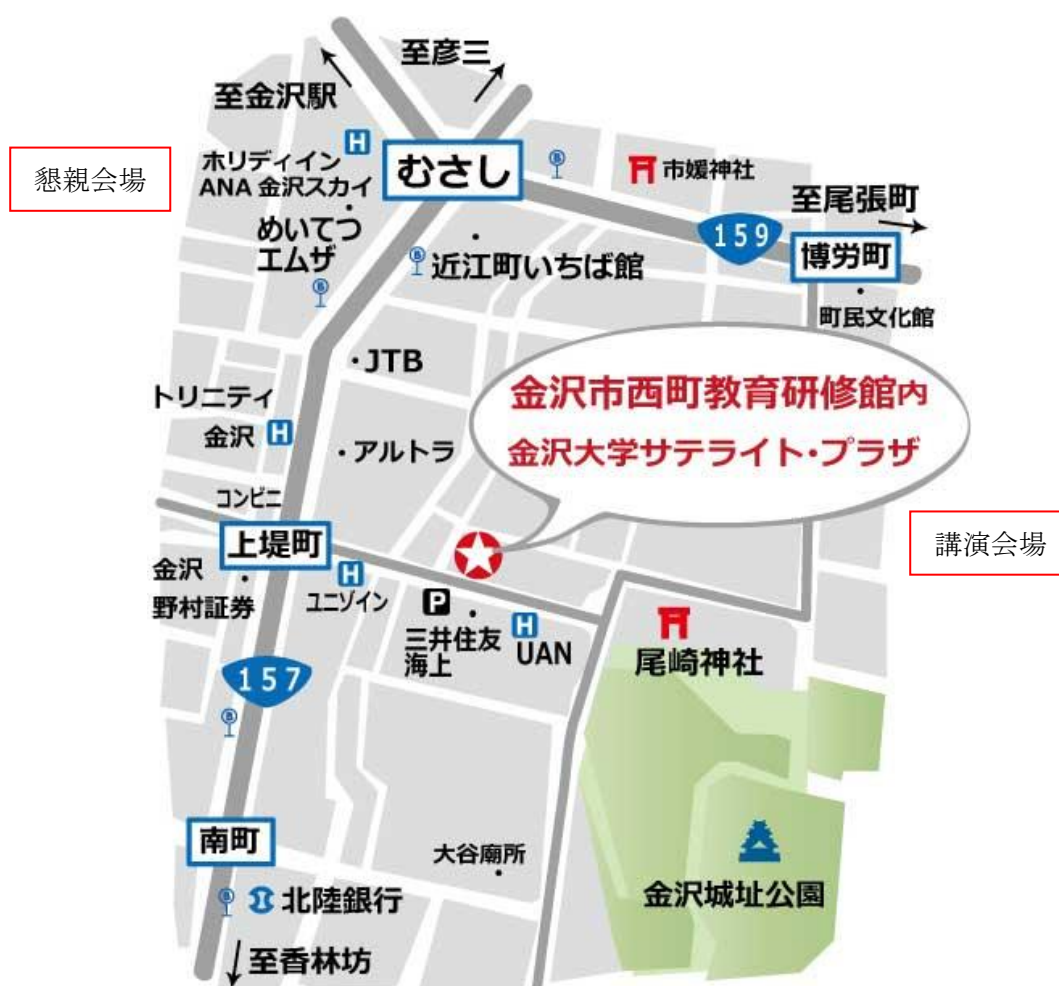 至彦三
至金沢駅
懇親会場
ホリディイン
ANA 金沢スカイ
H
むさし
B
市媛神社
至尾張町
159
博労町
町民文化館
めいてつ
エムザ
B
B
近江町いちば館
・JTB
金沢市西町教育研修館内
金沢大学サテライト・プラザ
トリニティ
金沢 H
・アルトラ
コンビニ
上堤町
講演会場
金沢
野村証券
H
ユニゾイン
P
三井住友
海上
H
UAN
尾崎神社
157
B
南町
大谷廟所
金沢城址公園
B
北陸銀行
至香林坊